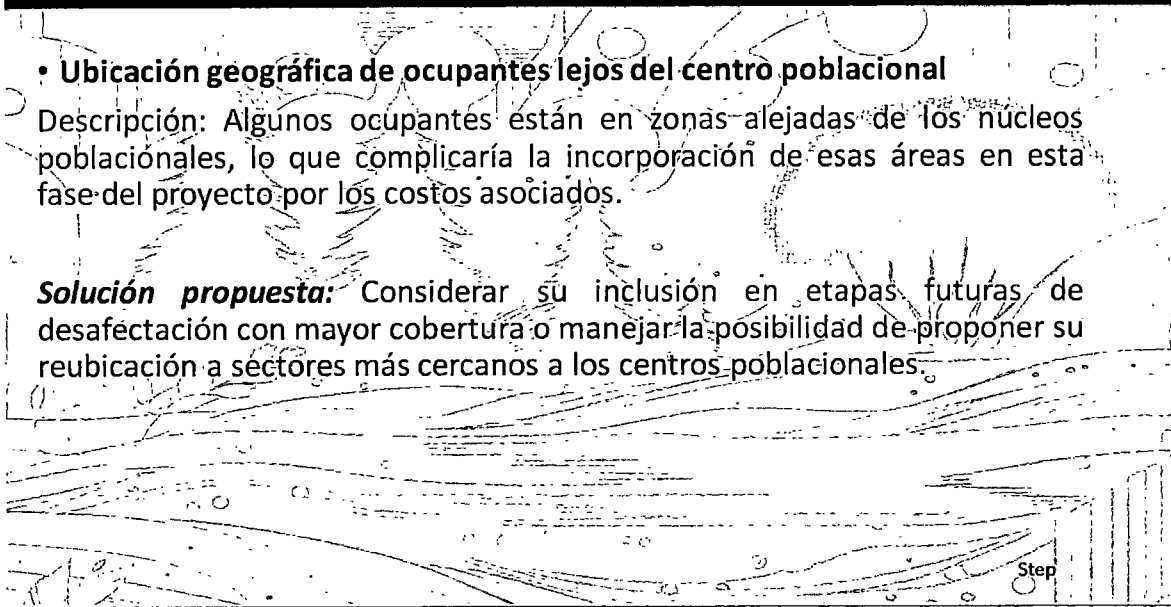 • Ubicación geográfica de ocupantes lejos del centro poblacional
Descripción: Algunos ocupantes están en zonas alejadas de los núcleos
poblacionales, lo que complicaría la incorporación de esas áreas en esta
fase del proyecto por los costos asociados.
Solución propuesta: Considerar su inclusión en etapas futuras de
desafectación con mayor cobertura o manejar la posibilidad de proponer su
reubicación a sectores más cercanos a los centros poblacionales.
Step